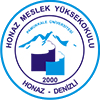 HONAZ MESLEK YÜKSEKOKULU
PAMUKKALE ÜNİVERSİTESİ
2000
HONAZ - DENİZLİ